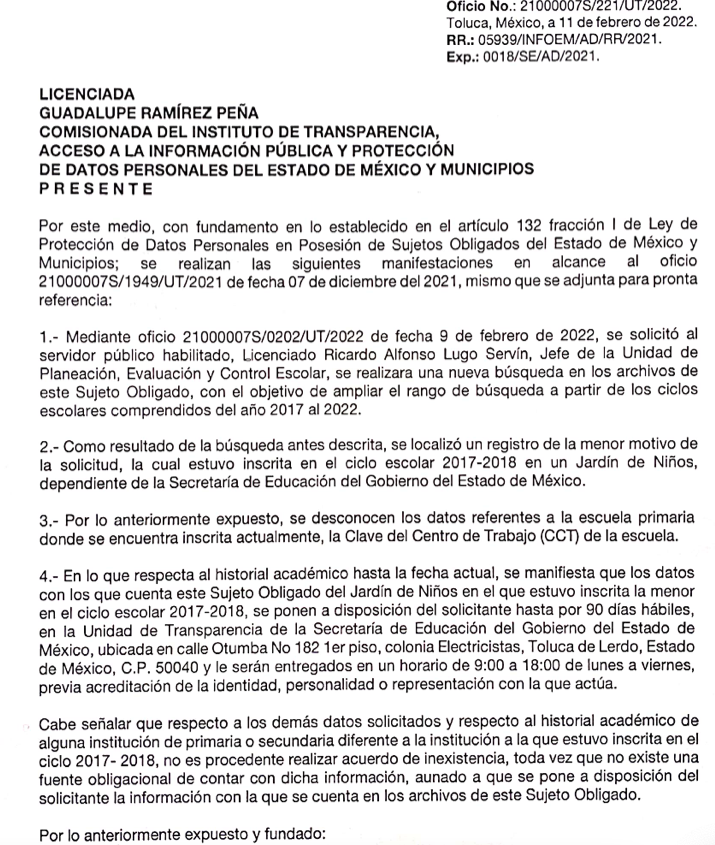 Oficio No.: 21000007S/221/UT/2022.
Toluca, México, a 11 de febrero de 2022.
RR.: 05939/INFOEM/AD/RR/2021.
Exp.: 0018/SE/AD/2021.
LICENCIADA
GUADALUPE RAMÍREZ PEÑA
COMISIONADA DEL INSTITUTO DE TRANSPARENCIA,
ACCESO A LA INFORMACIÓN PÚBLICA Y PROTECCIÓN
DE DATOS PERSONALES DEL ESTADO DE MÉXICO Y MUNICIPIOS
P R E S E N T E
Por este medio, con fundamento en lo establecido en el artículo 132 fracción I de Ley de
Protección de Datos Personales en Posesión de Sujetos Obligados del Estado de México y
Municipios; se realizan las siguientes manifestaciones en alcance al oficio
21000007S/1949/UT/2021 de fecha 07 de diciembre del 2021, mismo que se adjunta para pronta
referencia:
1.- Mediante oficio 21000007S/0202/UT/2022 de fecha 9 de febrero de 2022, se solicitó al
servidor público habilitado, Licenciado Ricardo Alfonso Lugo Servín, Jefe de la Unidad de
Planeación, Evaluación y Control Escolar, se realizara una nueva búsqueda en los archivos de
este Sujeto Obligado, con el objetivo de ampliar el rango de búsqueda a partir de los ciclos
escolares comprendidos del año 2017 al 2022.
2.- Como resultado de la búsqueda antes descrita, se localizó un registro de la menor motivo de
la solicitud, la cual estuvo inscrita en el ciclo escolar 2017-2018 en un Jardín de Niños,
dependiente de la Secretaría de Educación del Gobierno del Estado de México.
3.- Por lo anteriormente expuesto, se desconocen los datos referentes a la escuela primaria
donde se encuentra inscrita actualmente, la Clave del Centro de Trabajo (CCT) de la escuela.
4.- En lo que respecta al historial académico hasta la fecha actual, se manifiesta que los datos
con los que cuenta este Sujeto Obligado del Jardín de Niños en el que estuvo inscrita la menor
en el ciclo escolar 2017-2018, se ponen a disposición del solicitante hasta por 90 días hábiles,
en la Unidad de Transparencia de la Secretaría de Educación del Gobierno del Estado de
México, ubicada en calle Otumba No 182 1er piso, colonia Electricistas, Toluca de Lerdo, Estado
de México, C.P. 50040 y le serán entregados en un horario de 9:00 a 18:00 de lunes a viernes,
previa acreditación de la identidad, personalidad o representación con la que actúa.
Cabe señalar que respecto a los demás datos solicitados y respecto al historial académico de
alguna institución de primaria o secundaria diferente a la institución a la que estuvo inscrita en el
ciclo 2017- 2018, no es procedente realizar acuerdo de inexistencia, toda vez que no existe una
fuente obligacional de contar con dicha información, aunado a que se pone a disposición del
solicitante la información con la que se cuenta en los archivos de este Sujeto Obligado.
Por lo anteriormente expuesto y fundado: